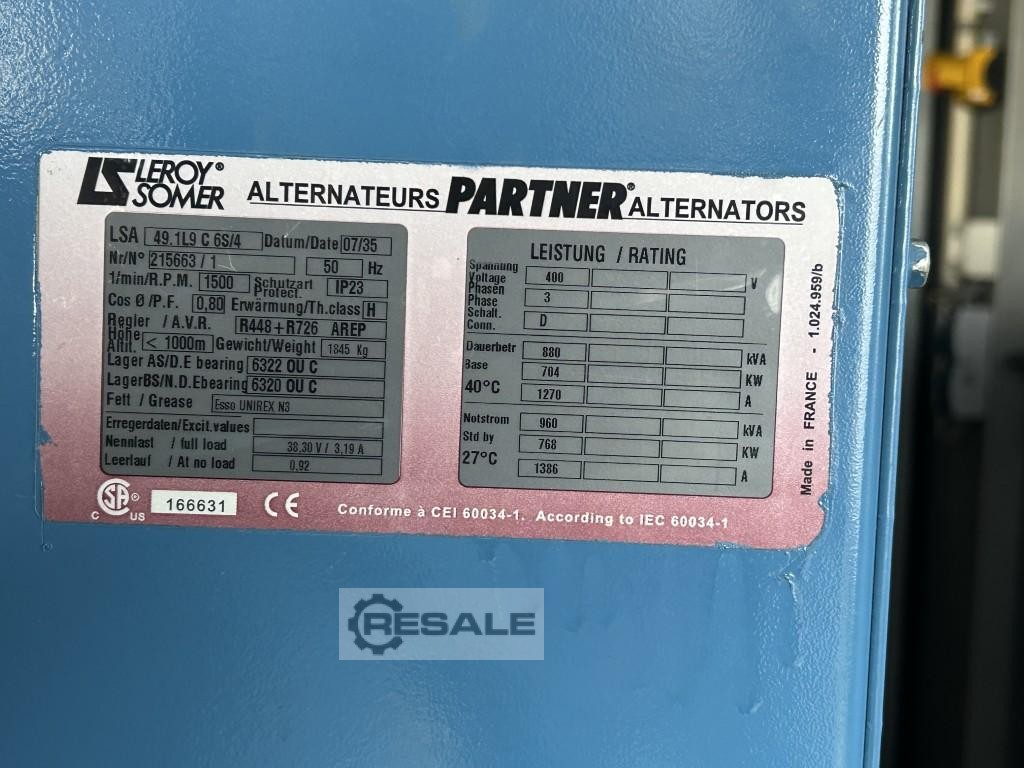 LEROY®
SOMER
ALTERNATEURS PARTNER® ALTERNATORS
LSA 49.1L9 C 6S/4 Datum/Date 07/35
Nr/N° 215663 / 1 50 Hz
1/min/R.P.M. 1500 Schutzart Protect. IP23
Cos Ø /P.F. 0,80 Erwärmung/Th.class H
Regler / A.V.R. R448+R726 AREP
Höhe Altit. < 1000m Gewicht/Weight 1845 Kg
Lager AS/D.E bearing 6322 OU C
Lager BS/N.D.E bearing 6320 OU C
Fett / Grease Esso UNIREX N3
Erregerdaten/Excit.values
Nennlast / full load 38,30 V / 3,19 A
Leerlauf / At no load 0,92
LEISTUNG / RATING
Spannung
Voltage 400 V
Phasen
Phase 3
Schalt.
Conn. D
Dauerbetr 880 kVA
Base 704 KW
40°C 1270 A
Notstrom 960 kVA
Std by 768 KW
27°C 1386 A
Made in FRANCE - 1.024.959/b
C SA® US 166631 CE
Conforme à CEI 60034-1. According to IEC 60034-1
RESALE